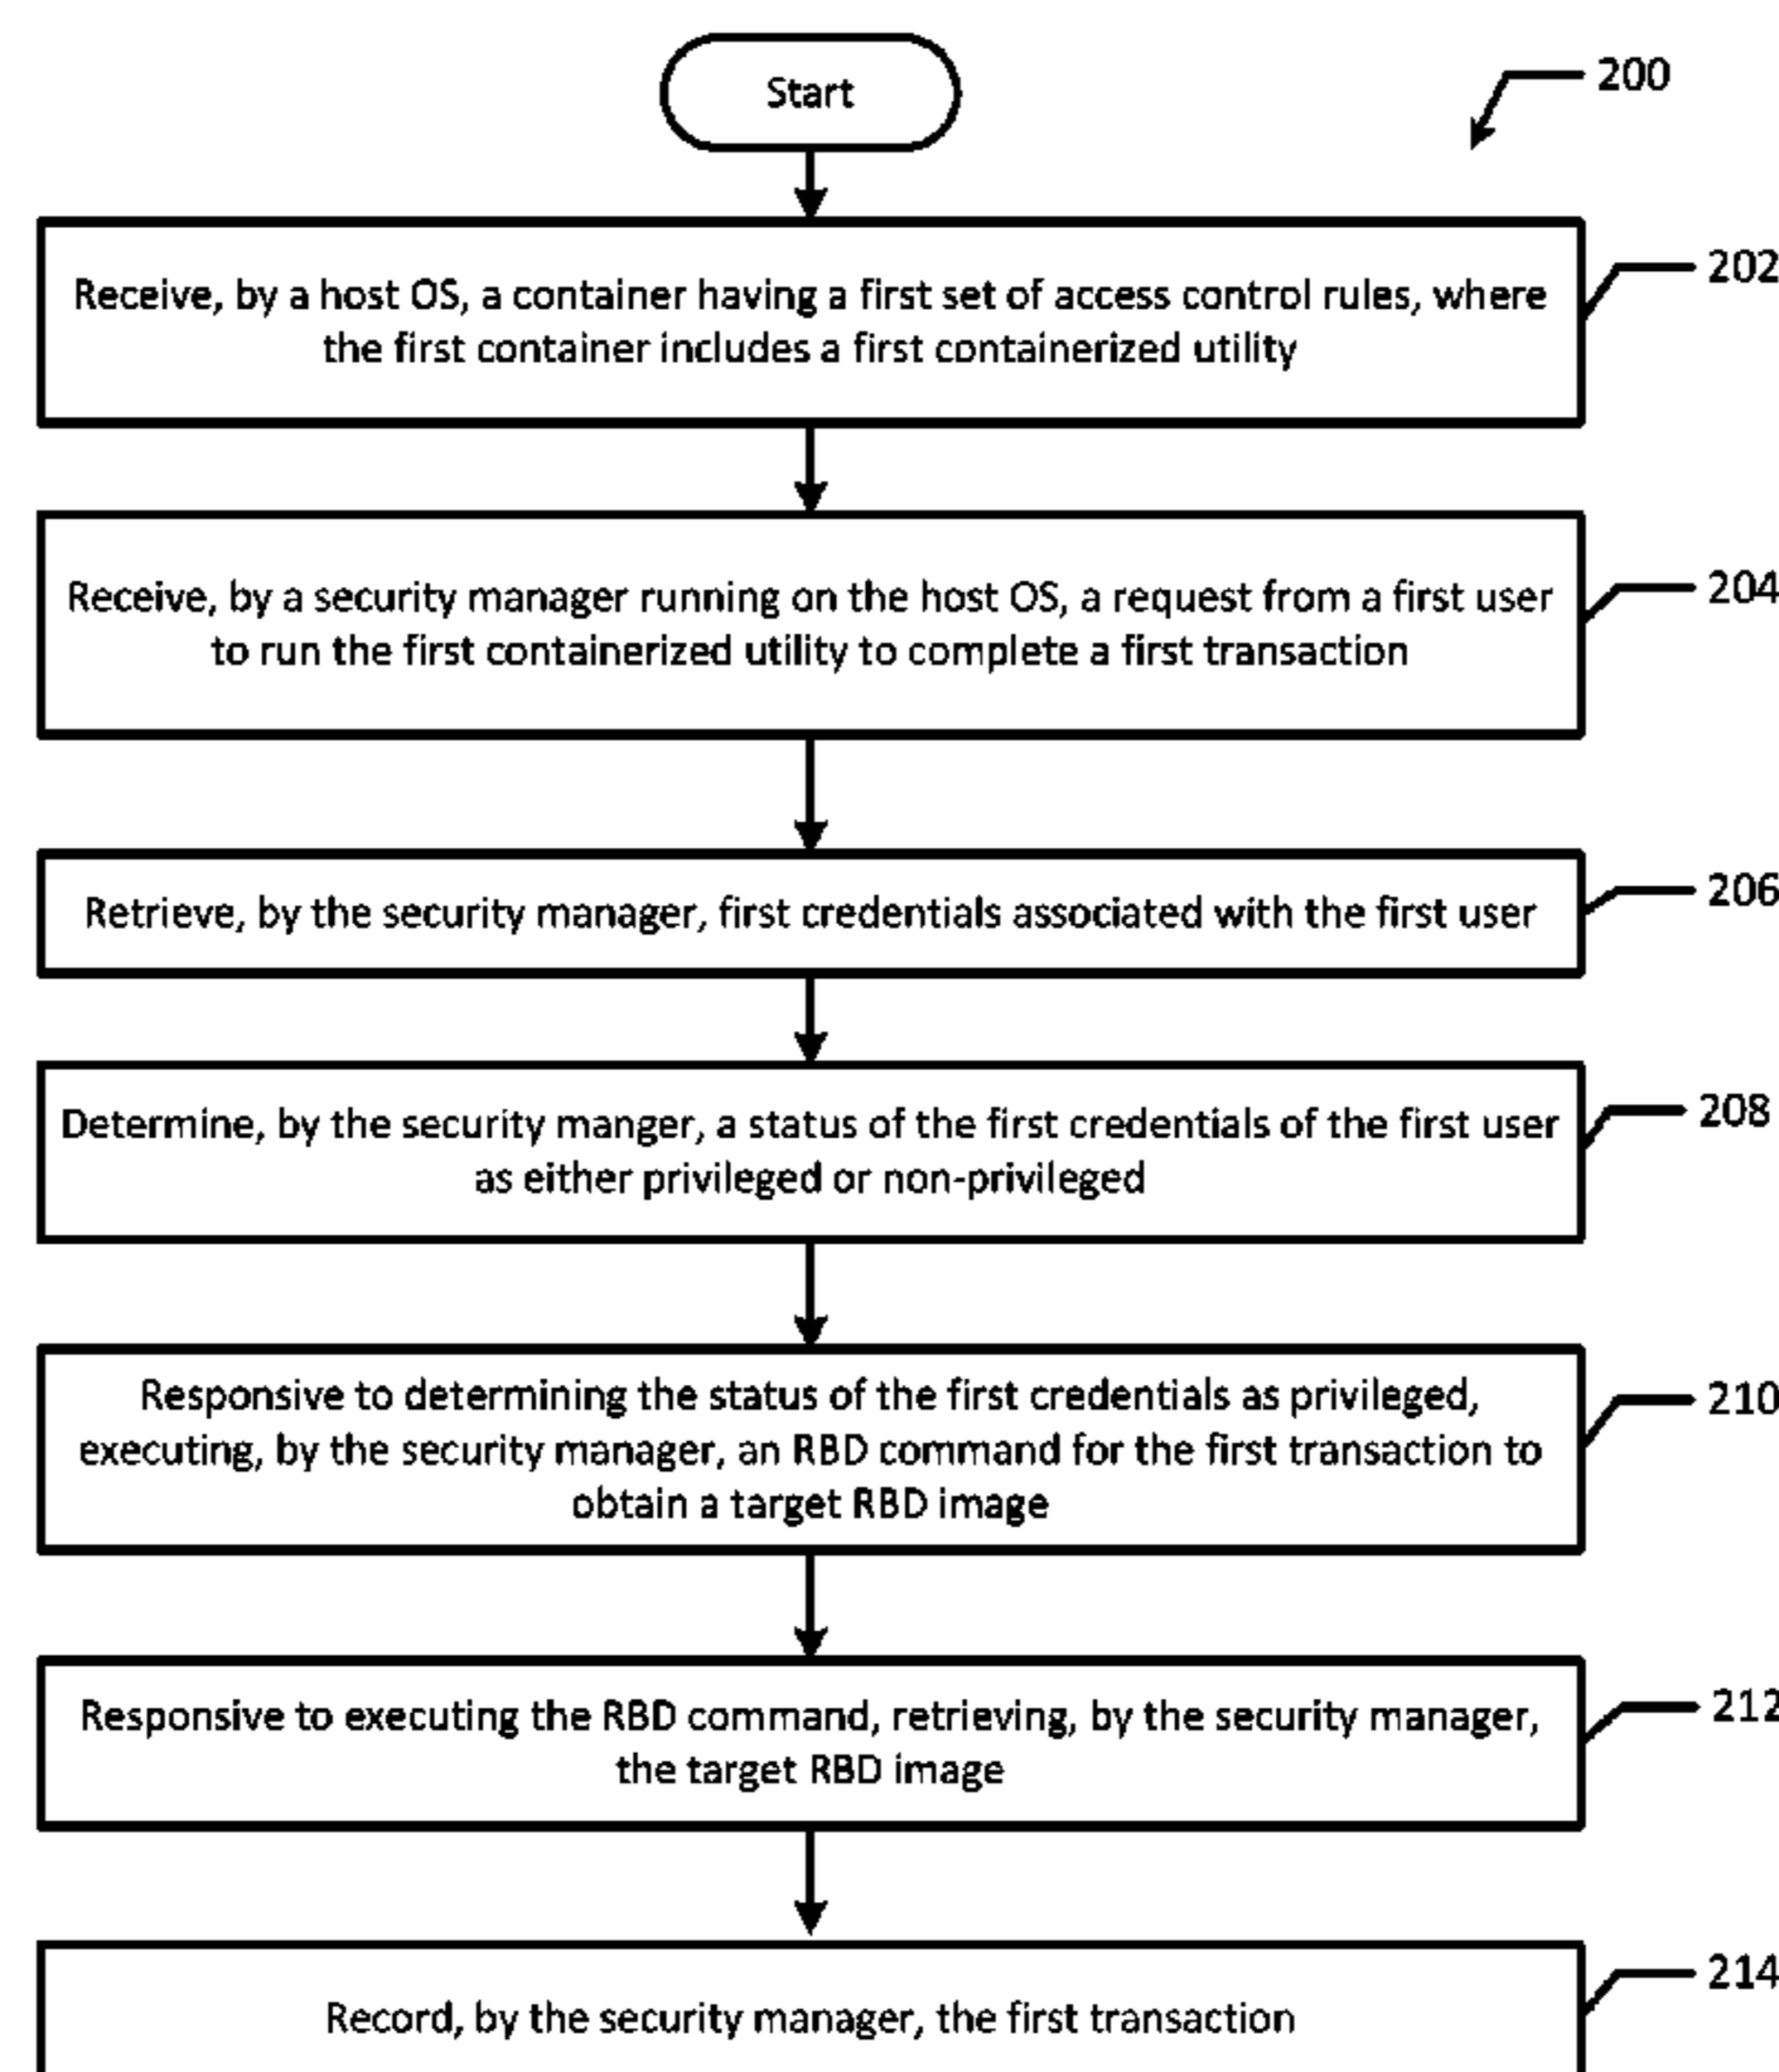 Start
200
Receive, by a host OS, a container having a first set of access control rules, where
the first container includes a first containerized utility
202
Receive, by a security manager running on the host OS, a request from a first user
to run the first containerized utility to complete a first transaction
204
Retrieve, by the security manager, first credentials associated with the first user
206
Determine, by the security manger, a status of the first credentials of the first user
as either privileged or non-privileged
208
Responsive to determining the status of the first credentials as privileged,
executing, by the security manager, an RBD command for the first transaction to
obtain a target RBD image
210
Responsive to executing the RBD command, retrieving, by the security manager,
the target RBD image
212
Record, by the security manager, the first transaction
214